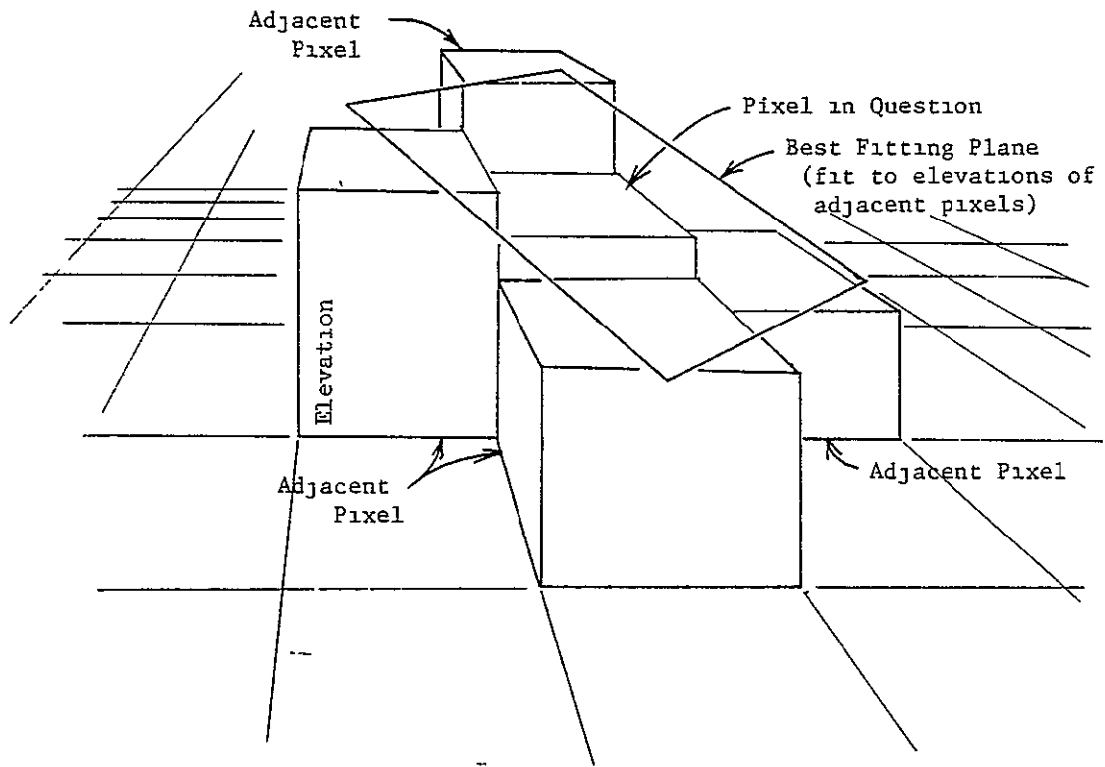 Adjacent
Pixel
Pixel in Question
Best Fitting Plane
(fit to elevations of
adjacent pixels)
Elevation
Adjacent
Pixel
Adjacent Pixel